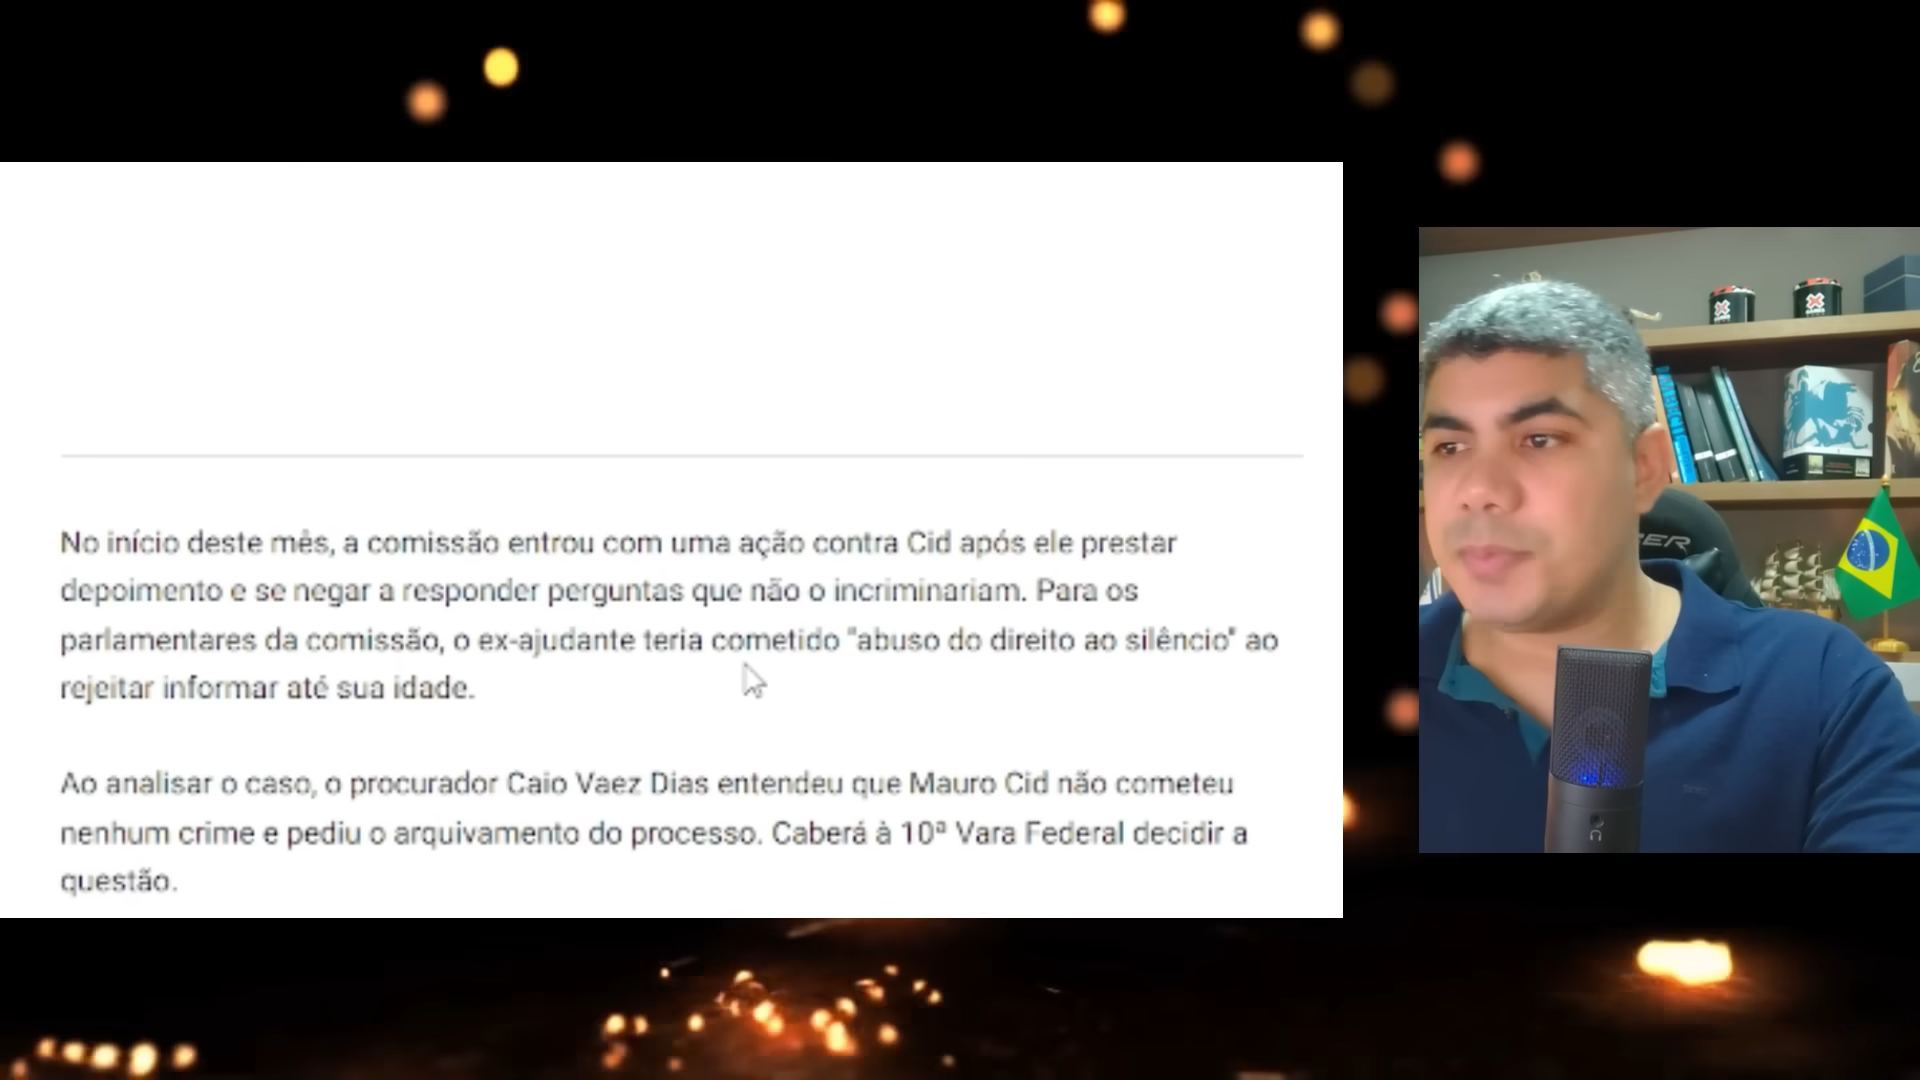 No início deste mês, a comissão entrou com uma ação contra Cid após ele prestar
depoimento e se negar a responder perguntas que não o incriminariam. Para os
parlamentares da comissão, o ex-ajudante teria cometido "abuso do direito ao silêncio" ao
rejeitar informar até sua idade.
Ao analisar o caso, o procurador Caio Vaez Dias entendeu que Mauro Cid não cometeu
nenhum crime e pediu o arquivamento do processo. Caberá à 10ª Vara Federal decidir a
questão.